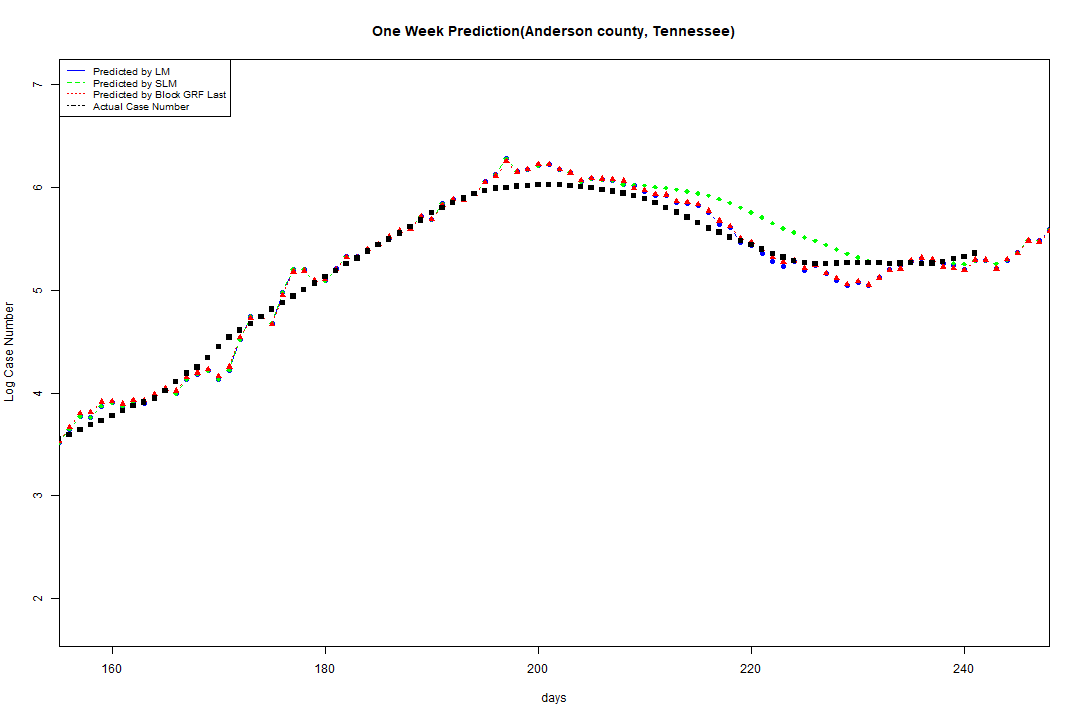 One Week Prediction(Anderson county, Tennessee)
Predicted by LM
Predicted by SLM
Predicted by Block GRF Last
Actual Case Number
7
6
5
4
3
2
Log Case Number
160 180 200 220 240
days